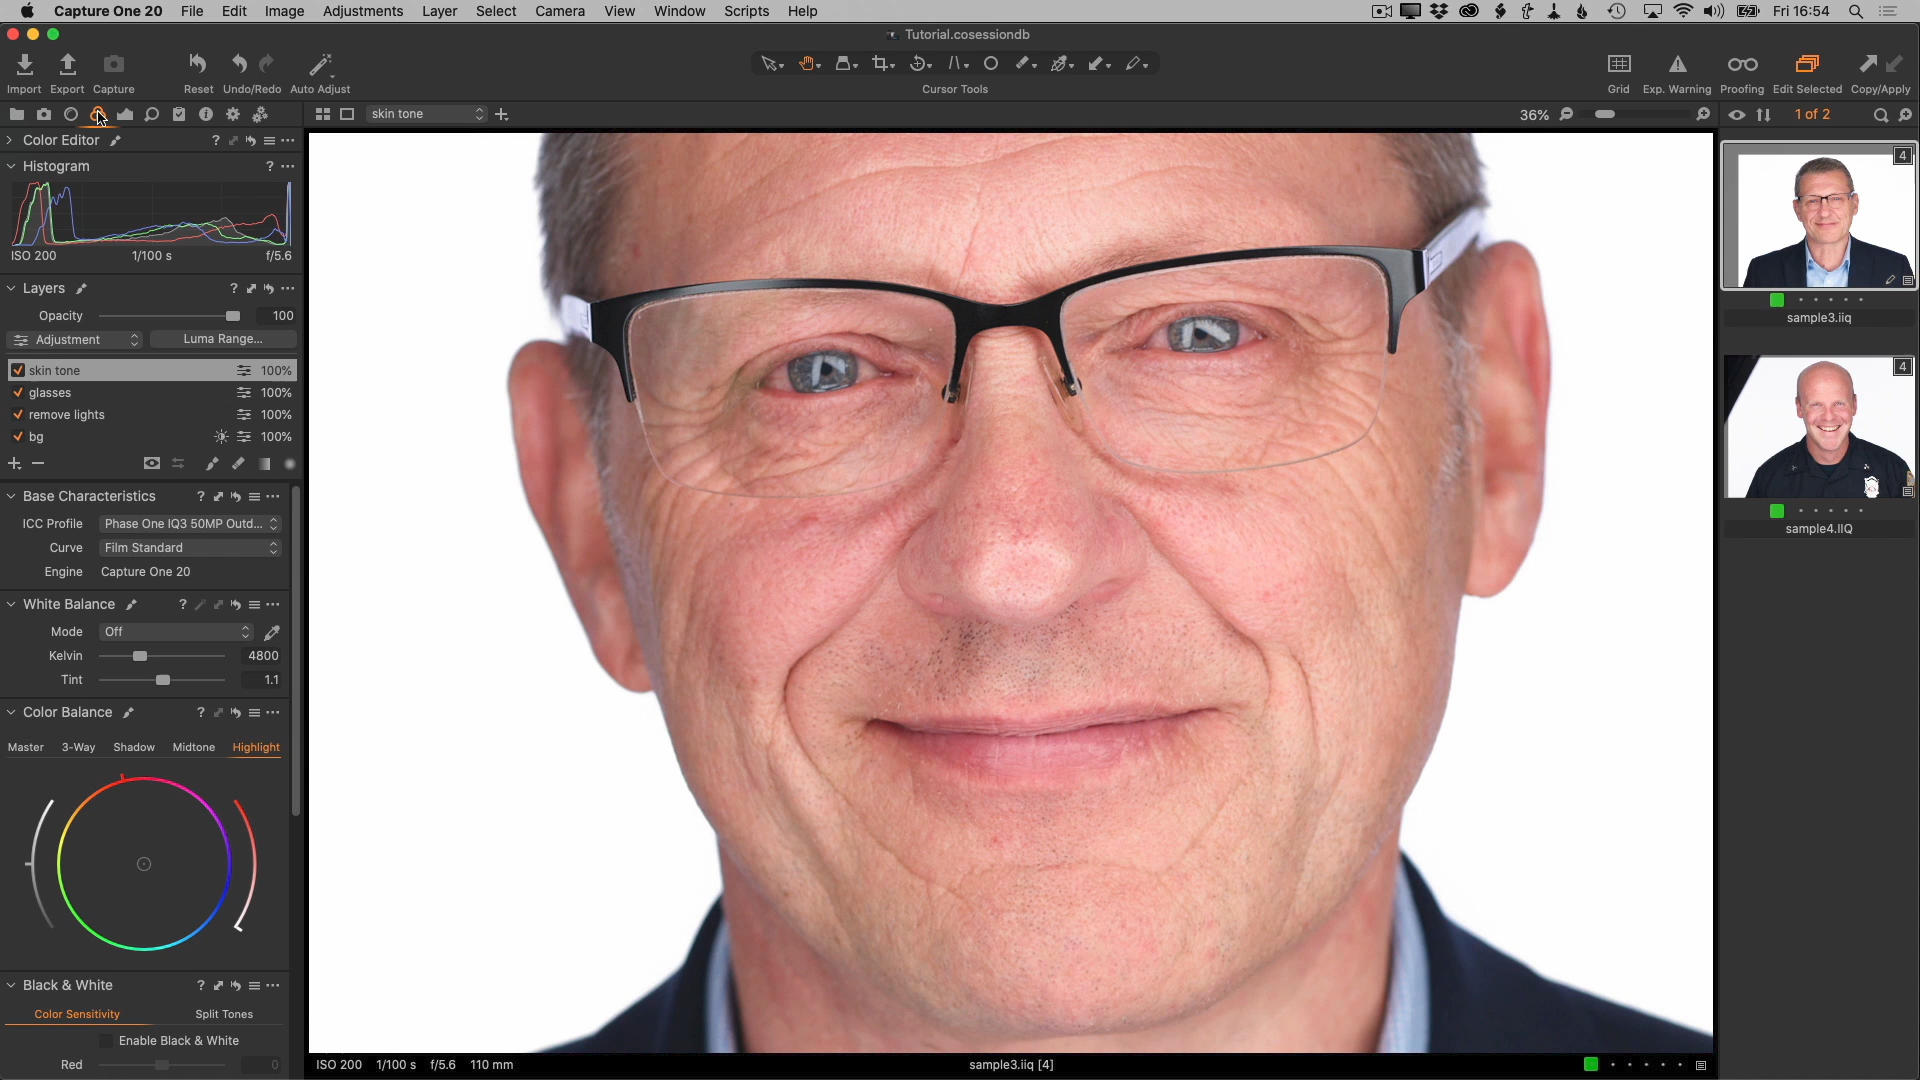 Capture One 20 File Edit Image Adjustments Layer Select Camera View Window Scripts Help Fri 16:54
Tutorial.cosessiondb
Import Export Capture Reset Undo/Redo Auto Adjust Cursor Tools Grid Exp. Warning Proofing Edit Selected Copy/Apply
skin tone 36% 1 of 2
Color Editor ?
Histogram ?
ISO 200 1/100 s f/5.6
Layers ?
Opacity 100
Adjustment Luma Range...
skin tone 100%
glasses 100%
remove lights 100%
bg 100%
Base Characteristics ?
ICC Profile Phase One IQ3 50MP Outd...
Curve Film Standard
Engine Capture One 20
White Balance ?
Mode Off
Kelvin 4800
Tint 1.1
Color Balance ?
Master 3-Way Shadow Midtone Highlight
Black & White ?
Color Sensitivity Split Tones
Enable Black & White
Red 0
ISO 200 1/100 s f/5.6 110 mm sample3.iiq [4]
4
sample3.iiq
4
sample4.IIQ